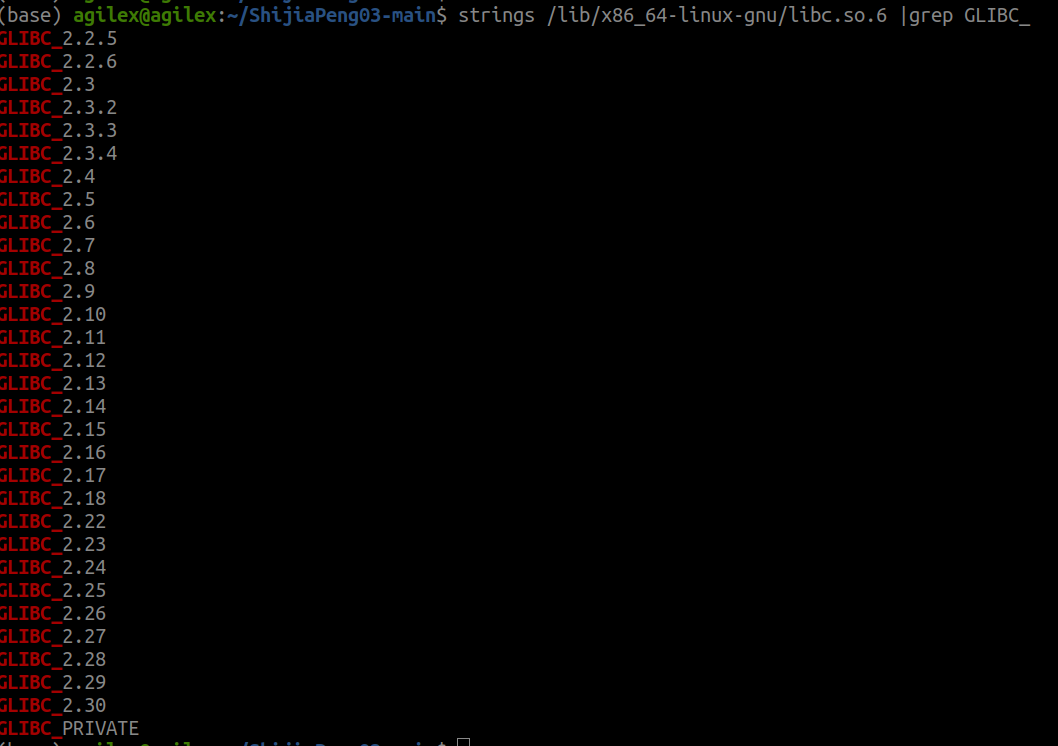 (base) agilex@agilex:~/ShijiaPeng03-main$ strings /lib/x86_64-linux-gnu/libc.so.6 |grep GLIBC_
GLIBC_2.2.5
GLIBC_2.2.6
GLIBC_2.3
GLIBC_2.3.2
GLIBC_2.3.3
GLIBC_2.3.4
GLIBC_2.4
GLIBC_2.5
GLIBC_2.6
GLIBC_2.7
GLIBC_2.8
GLIBC_2.9
GLIBC_2.10
GLIBC_2.11
GLIBC_2.12
GLIBC_2.13
GLIBC_2.14
GLIBC_2.15
GLIBC_2.16
GLIBC_2.17
GLIBC_2.18
GLIBC_2.22
GLIBC_2.23
GLIBC_2.24
GLIBC_2.25
GLIBC_2.26
GLIBC_2.27
GLIBC_2.28
GLIBC_2.29
GLIBC_2.30
GLIBC_PRIVATE